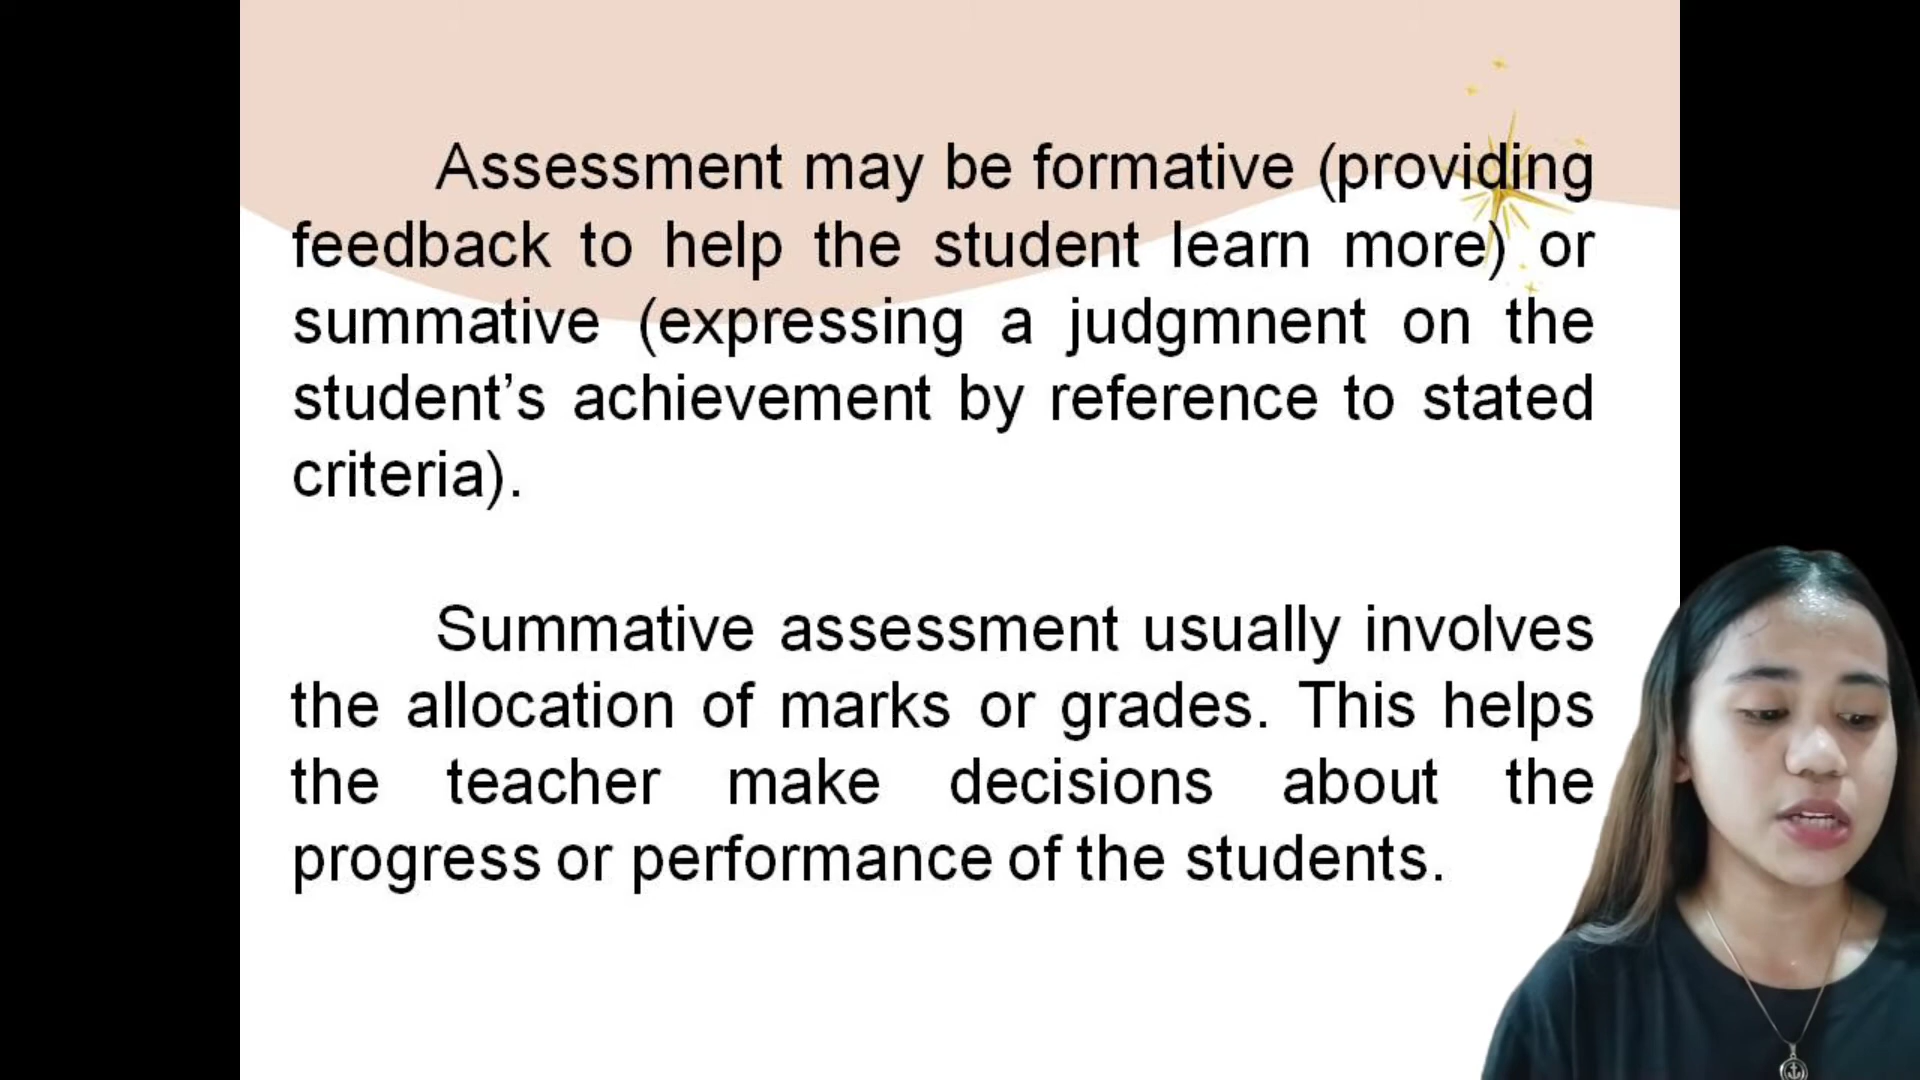 Assessment may be formative (providing
feedback to help the student learn more) or
summative (expressing a judgmnent on the
student’s achievement by reference to stated
criteria).
Summative assessment usually involves
the allocation of marks or grades. This helps
the teacher make decisions about the
progress or performance of the students.